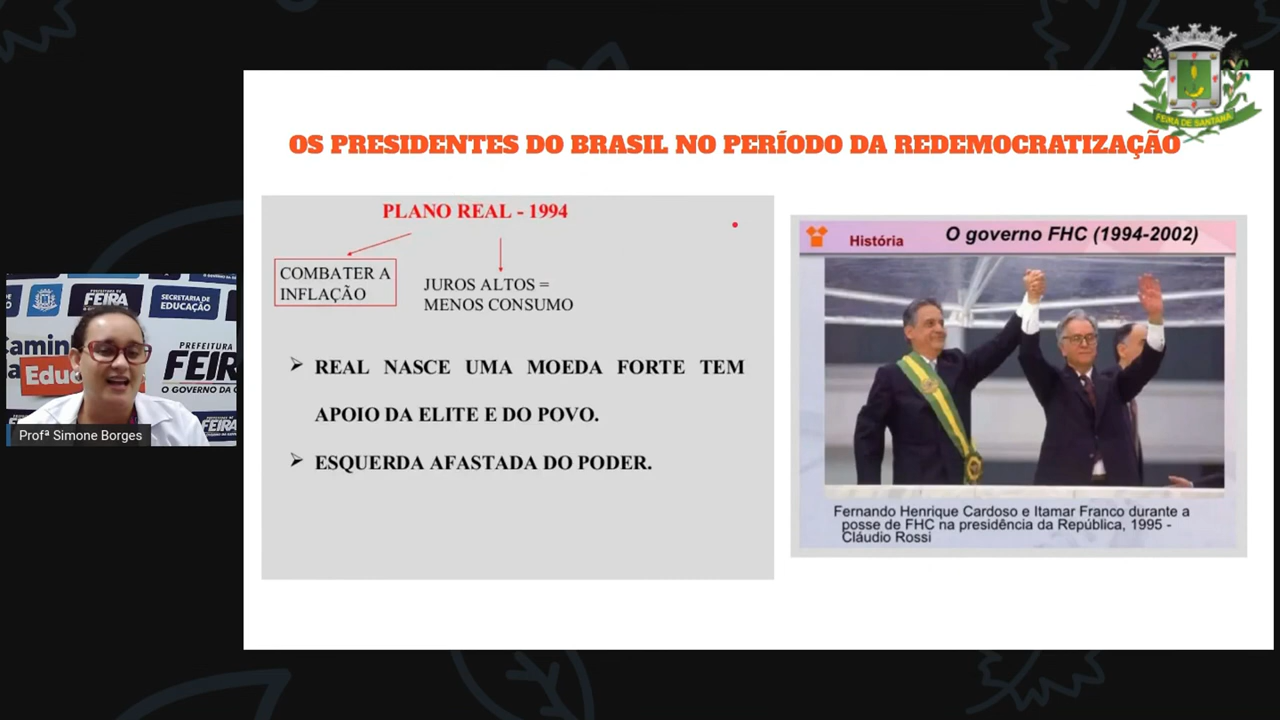 FEIRA DE SANTANA
OS PRESIDENTES DO BRASIL NO PERÍODO DA REDEMOCRATIZAÇÃO
PLANO REAL - 1994
COMBATER A
INFLAÇÃO
JUROS ALTOS =
MENOS CONSUMO
REAL NASCE UMA MOEDA FORTE TEM
APOIO DA ELITE E DO POVO.
ESQUERDA AFASTADA DO PODER.
História
O governo FHC (1994-2002)
Fernando Henrique Cardoso e Itamar Franco durante a
posse de FHC na presidência da República, 1995 -
Cláudio Rossi
FEIRA
SECRETARIA DE
EDUCAÇÃO
PREFEITURA
FEIRA
Profª Simone Borges